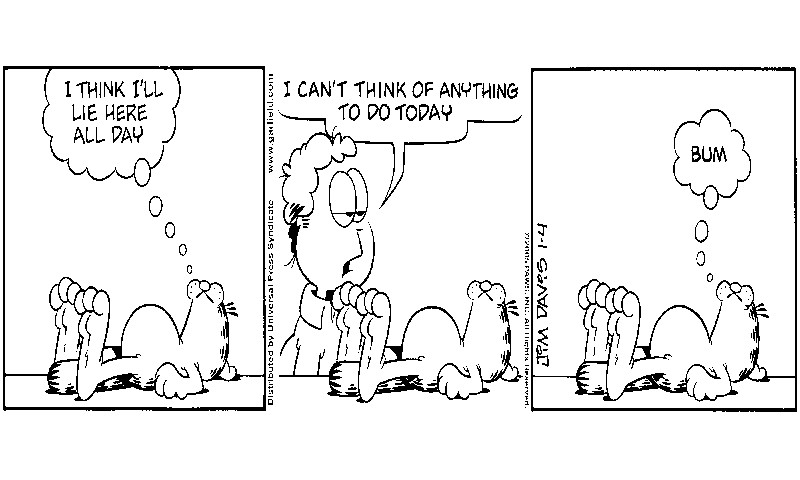 I THINK I'LL
LIE HERE
ALL DAY
www.garfield.com
Distributed by Universal Press Syndicate
I CAN'T THINK OF ANYTHING
TO DO TODAY
BUM
JIM DAVIS 1-4